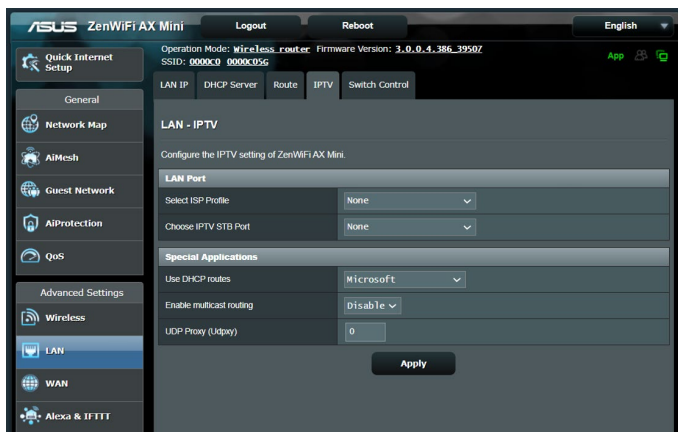 ASUS ZenWiFi AX Mini Logout Reboot English
Operation Mode: Wireless router Firmware Version: 3.0.0.4.386_39507
SSID: 0000C0 0000C05G
App
Quick Internet
Setup
General
Network Map
AiMesh
Guest Network
AiProtection
QoS
Advanced Settings
Wireless
LAN
WAN
Alexa & IFTTT
LAN IP DHCP Server Route IPTV Switch Control
LAN - IPTV
Configure the IPTV setting of ZenWiFi AX Mini.
LAN Port
Select ISP Profile None
Choose IPTV STB Port None
Special Applications
Use DHCP routes Microsoft
Enable multicast routing Disable
UDP Proxy (Udpxy) 0
Apply